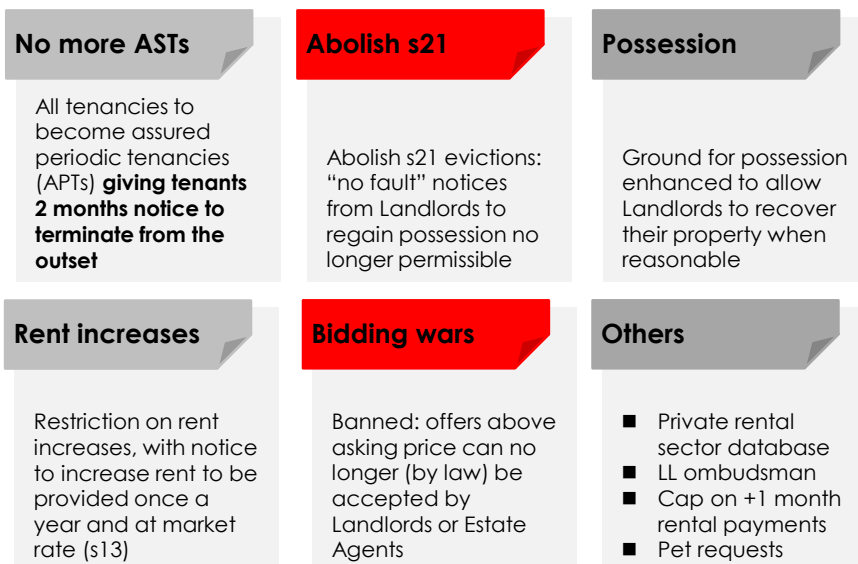 No more ASTs
All tenancies to
become assured
periodic tenancies
(APTs) giving tenants
2 months notice to
terminate from the
outset
Abolish s21
Abolish s21 evictions:
“no fault” notices
from Landlords to
regain possession no
longer permissible
Possession
Ground for possession
enhanced to allow
Landlords to recover
their property when
reasonable
Rent increases
Restriction on rent
increases, with notice
to increase rent to be
provided once a
year and at market
rate (s13)
Bidding wars
Banned: offers above
asking price can no
longer (by law) be
accepted by
Landlords or Estate
Agents
Others
■ Private rental
sector database
■ LL ombudsman
■ Cap on +1 month
rental payments
■ Pet requests